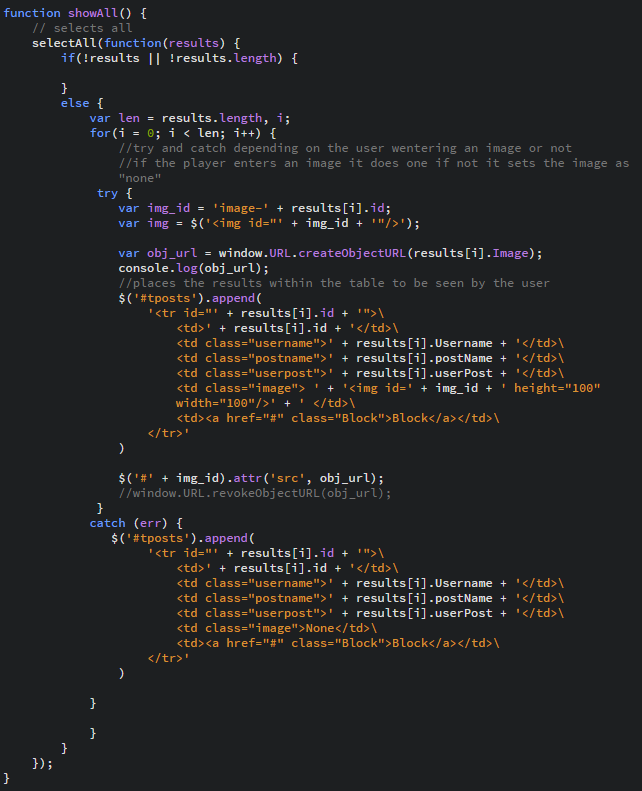 function showAll() {
    // selects all
    selectAll(function(results) {
        if(!results || !results.length) {

        }
        else {
            var len = results.length, i;
            for(i = 0; i < len; i++) {
                //try and catch depending on the user wentering an image or not
                //if the player enters an image it does one if not it sets the image as
                "none"
             try {
                var img_id = 'image-' + results[i].id;
                var img = $('<img id="' + img_id + '"/>');

                var obj_url = window.URL.createObjectURL(results[i].Image);
                console.log(obj_url);
                //places the results within the table to be seen by the user
                $('#tposts').append(
                    '<tr id="' + results[i].id + '">\
                        <td>' + results[i].id + '</td>\
                        <td class="username">' + results[i].Username + '</td>\
                        <td class="postname">' + results[i].postName + '</td>\
                        <td class="userpost">' + results[i].userPost + '</td>\
                        <td class="image"> ' + '<img id=' + img_id + ' height="100"
                        width="100"/>' + ' </td>\
                        <td><a href="#" class="Block">Block</a></td>\
                    </tr>'
                )

                $('#' + img_id).attr('src', obj_url);
                //window.URL.revokeObjectURL(obj_url);
             }
            catch (err) {
               $('#tposts').append(
                    '<tr id="' + results[i].id + '">\
                        <td>' + results[i].id + '</td>\
                        <td class="username">' + results[i].Username + '</td>\
                        <td class="postname">' + results[i].postName + '</td>\
                        <td class="userpost">' + results[i].userPost + '</td>\
                        <td class="image">None</td>\
                        <td><a href="#" class="Block">Block</a></td>\
                    </tr>'
                )

            }

            }
        }
    });
}